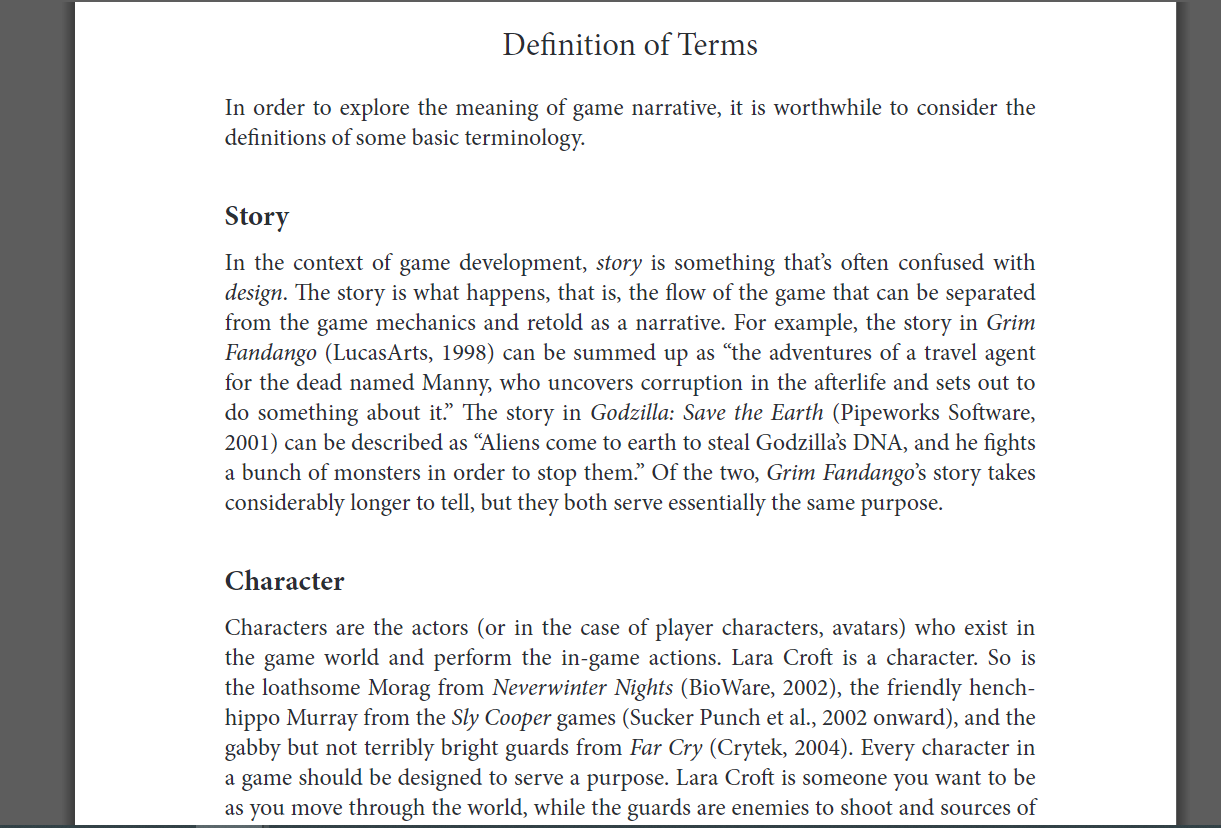 Definition of Terms
In order to explore the meaning of game narrative, it is worthwhile to consider the
definitions of some basic terminology.
Story
In the context of game development, story is something that’s often confused with
design. The story is what happens, that is, the flow of the game that can be separated
from the game mechanics and retold as a narrative. For example, the story in Grim
Fandango (LucasArts, 1998) can be summed up as “the adventures of a travel agent
for the dead named Manny, who uncovers corruption in the afterlife and sets out to
do something about it.” The story in Godzilla: Save the Earth (Pipeworks Software,
2001) can be described as “Aliens come to earth to steal Godzilla’s DNA, and he fights
a bunch of monsters in order to stop them.” Of the two, Grim Fandango’s story takes
considerably longer to tell, but they both serve essentially the same purpose.
Character
Characters are the actors (or in the case of player characters, avatars) who exist in
the game world and perform the in-game actions. Lara Croft is a character. So is
the loathsome Morag from Neverwinter Nights (BioWare, 2002), the friendly hench-
hippo Murray from the Sly Cooper games (Sucker Punch et al., 2002 onward), and the
gabby but not terribly bright guards from Far Cry (Crytek, 2004). Every character in
a game should be designed to serve a purpose. Lara Croft is someone you want to be
as you move through the world, while the guards are enemies to shoot and sources of